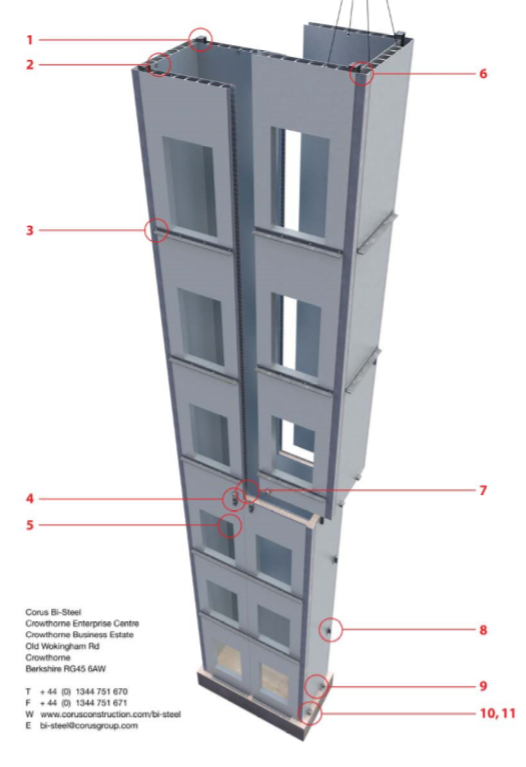 1
2
6
3
7
4
5
8
9
10, 11
Corus Bi-Steel
Crowthorne Enterprise Centre
Crowthorne Business Estate
Old Wokingham Rd
Crowthorne
Berkshire RG45 6AW
T + 44 (0) 1344 751 670
F + 44 (0) 1344 751 671
W www.corusconstruction.com/bi-steel
E bi-steel@corusgroup.com